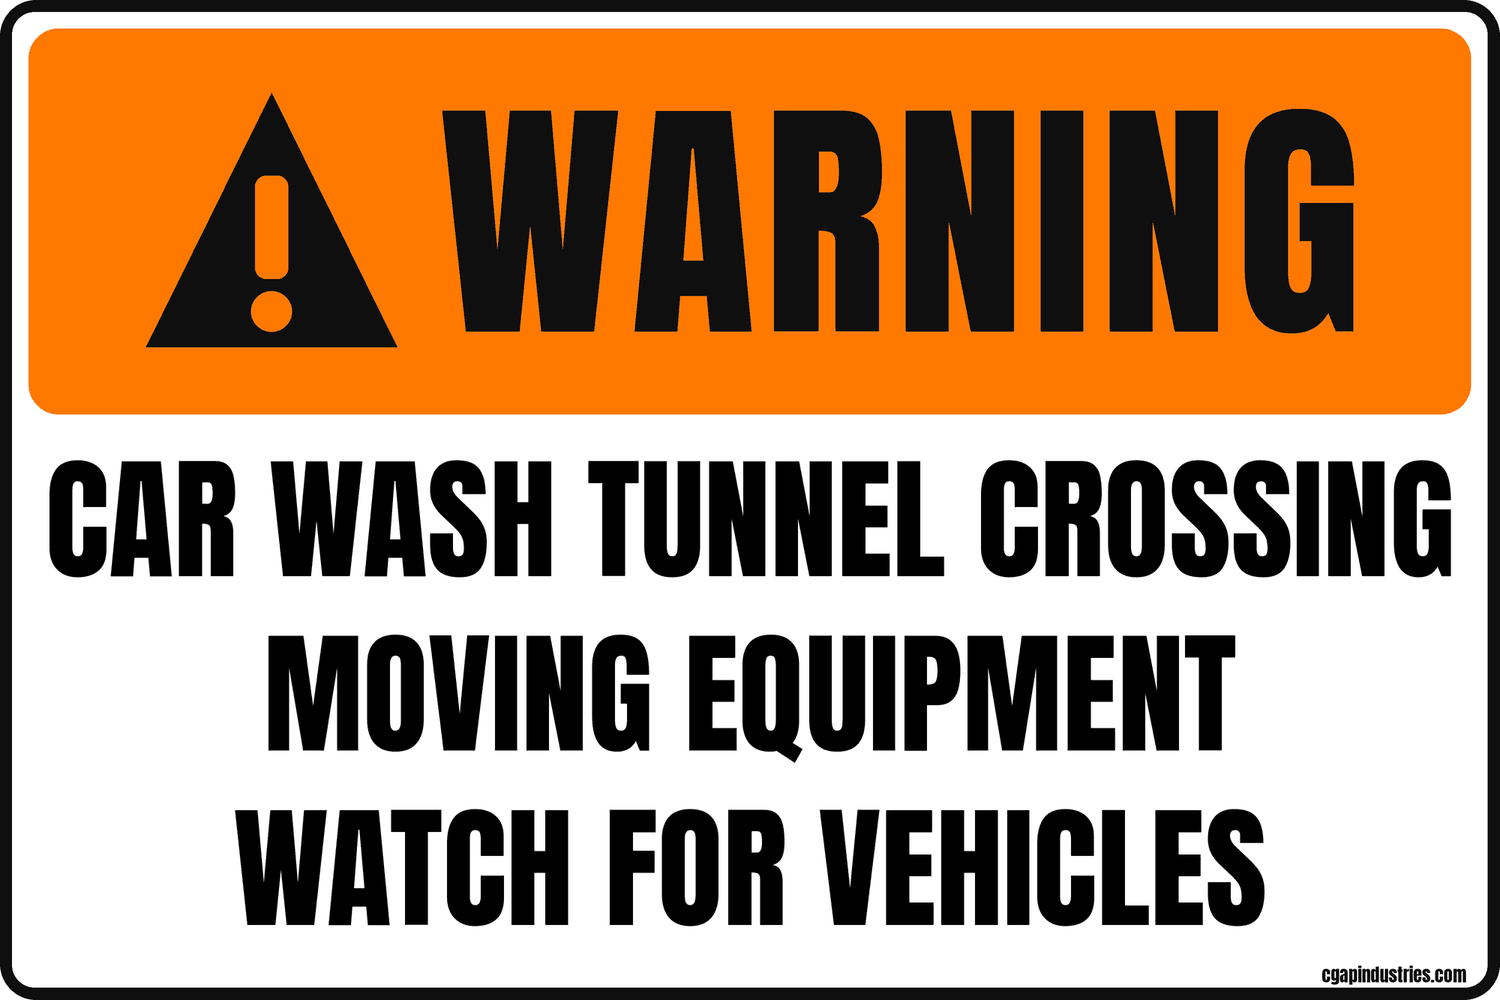 WARNING
CAR WASH TUNNEL CROSSING
MOVING EQUIPMENT
WATCH FOR VEHICLES
cgapindustries.com